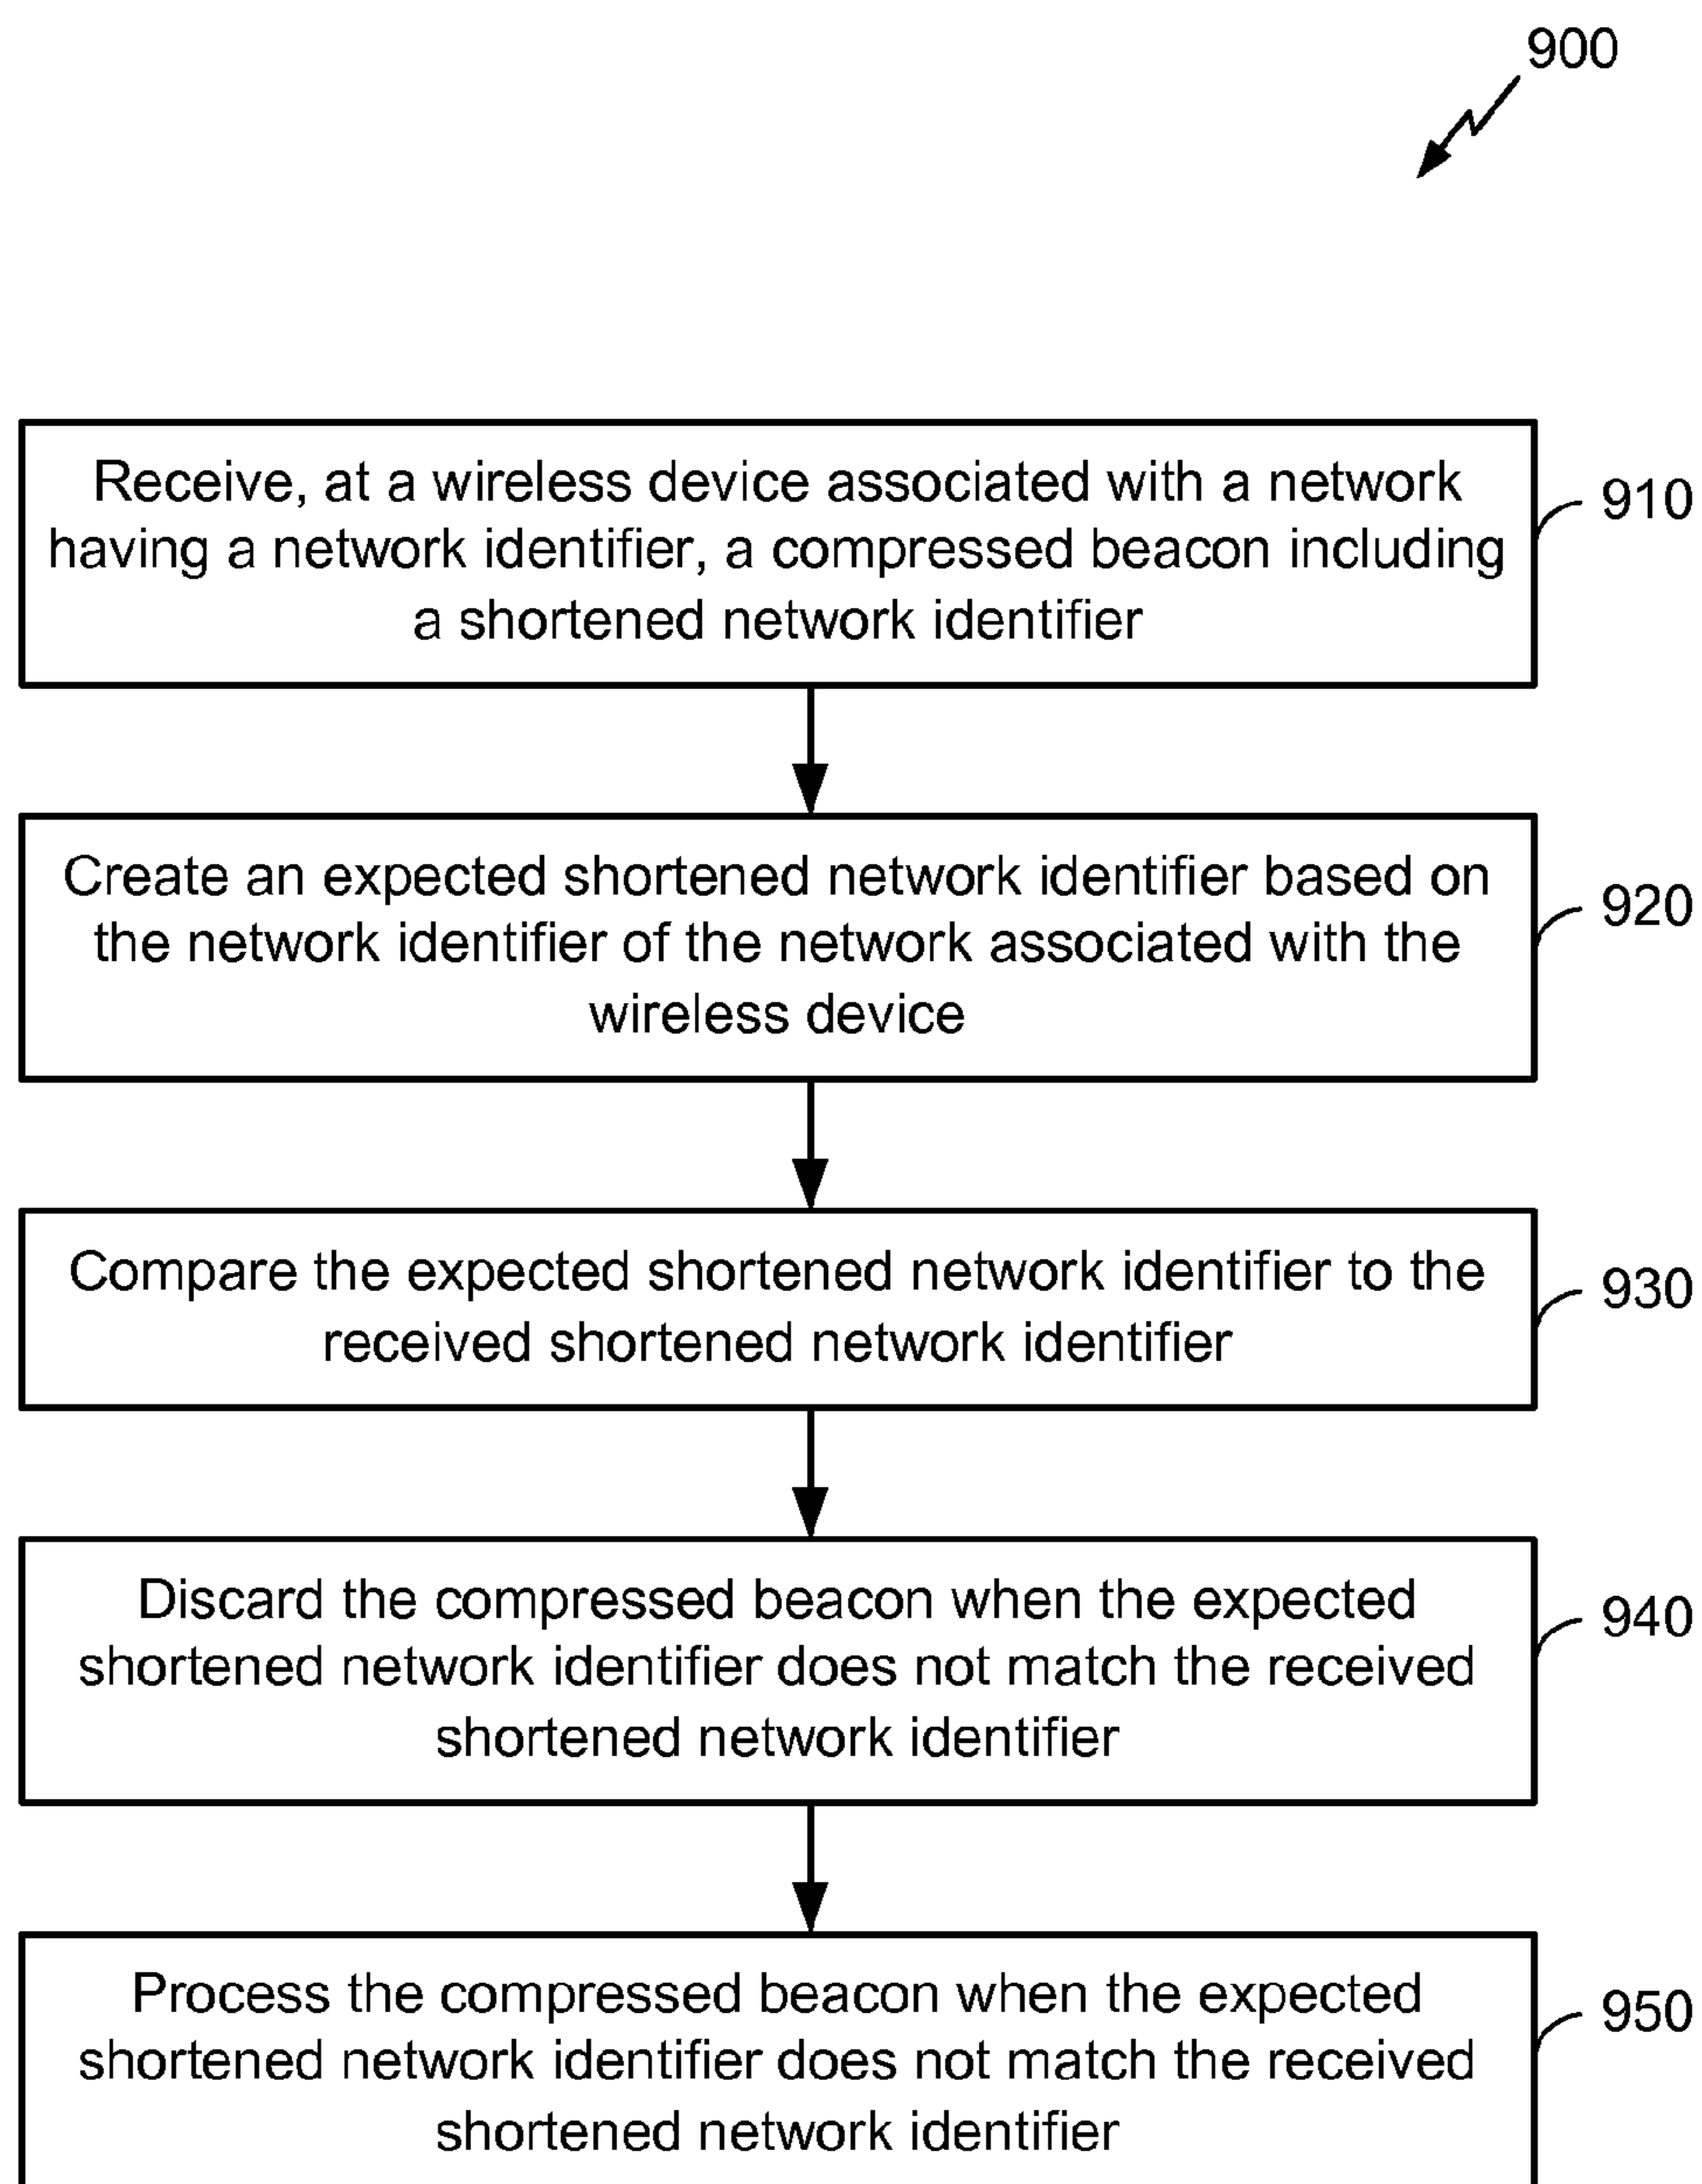 900
Receive, at a wireless device associated with a network
having a network identifier, a compressed beacon including
a shortened network identifier
910
Create an expected shortened network identifier based on
the network identifier of the network associated with the
wireless device
920
Compare the expected shortened network identifier to the
received shortened network identifier
930
Discard the compressed beacon when the expected
shortened network identifier does not match the received
shortened network identifier
940
Process the compressed beacon when the expected
shortened network identifier does not match the received
shortened network identifier
950